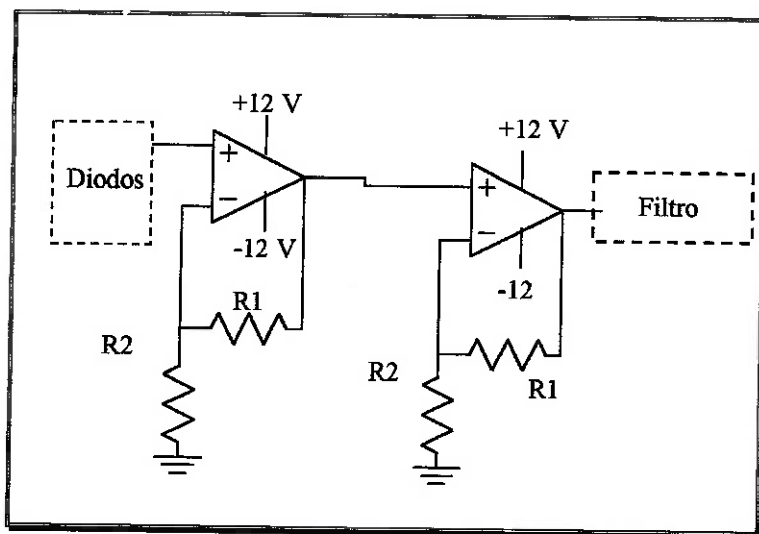 +12 V
+12 V
+
Diodos
+
Filtro
−
−
-12 V
-12
R1
R2
R2
R1